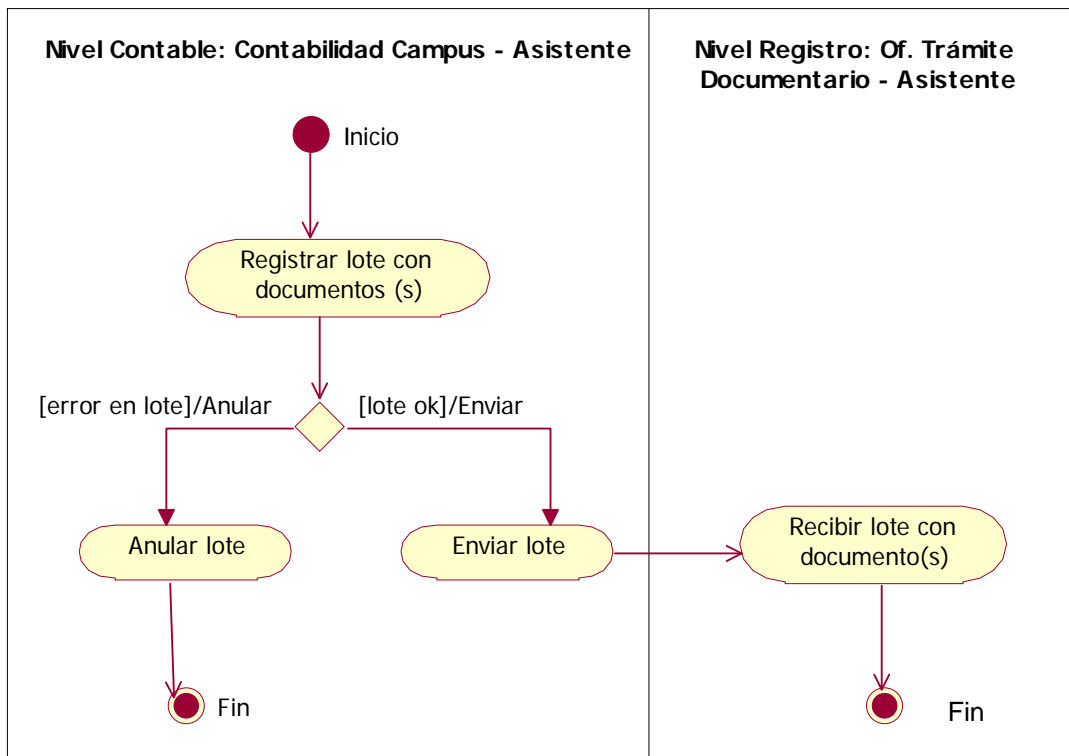 Nivel Contable: Contabilidad Campus - Asistente
Nivel Registro: Of. Trámite
Documentario - Asistente
Inicio
Registrar lote con
documentos (s)
[error en lote]/Anular
[lote ok]/Enviar
Anular lote
Enviar lote
Recibir lote con
documento(s)
Fin
Fin